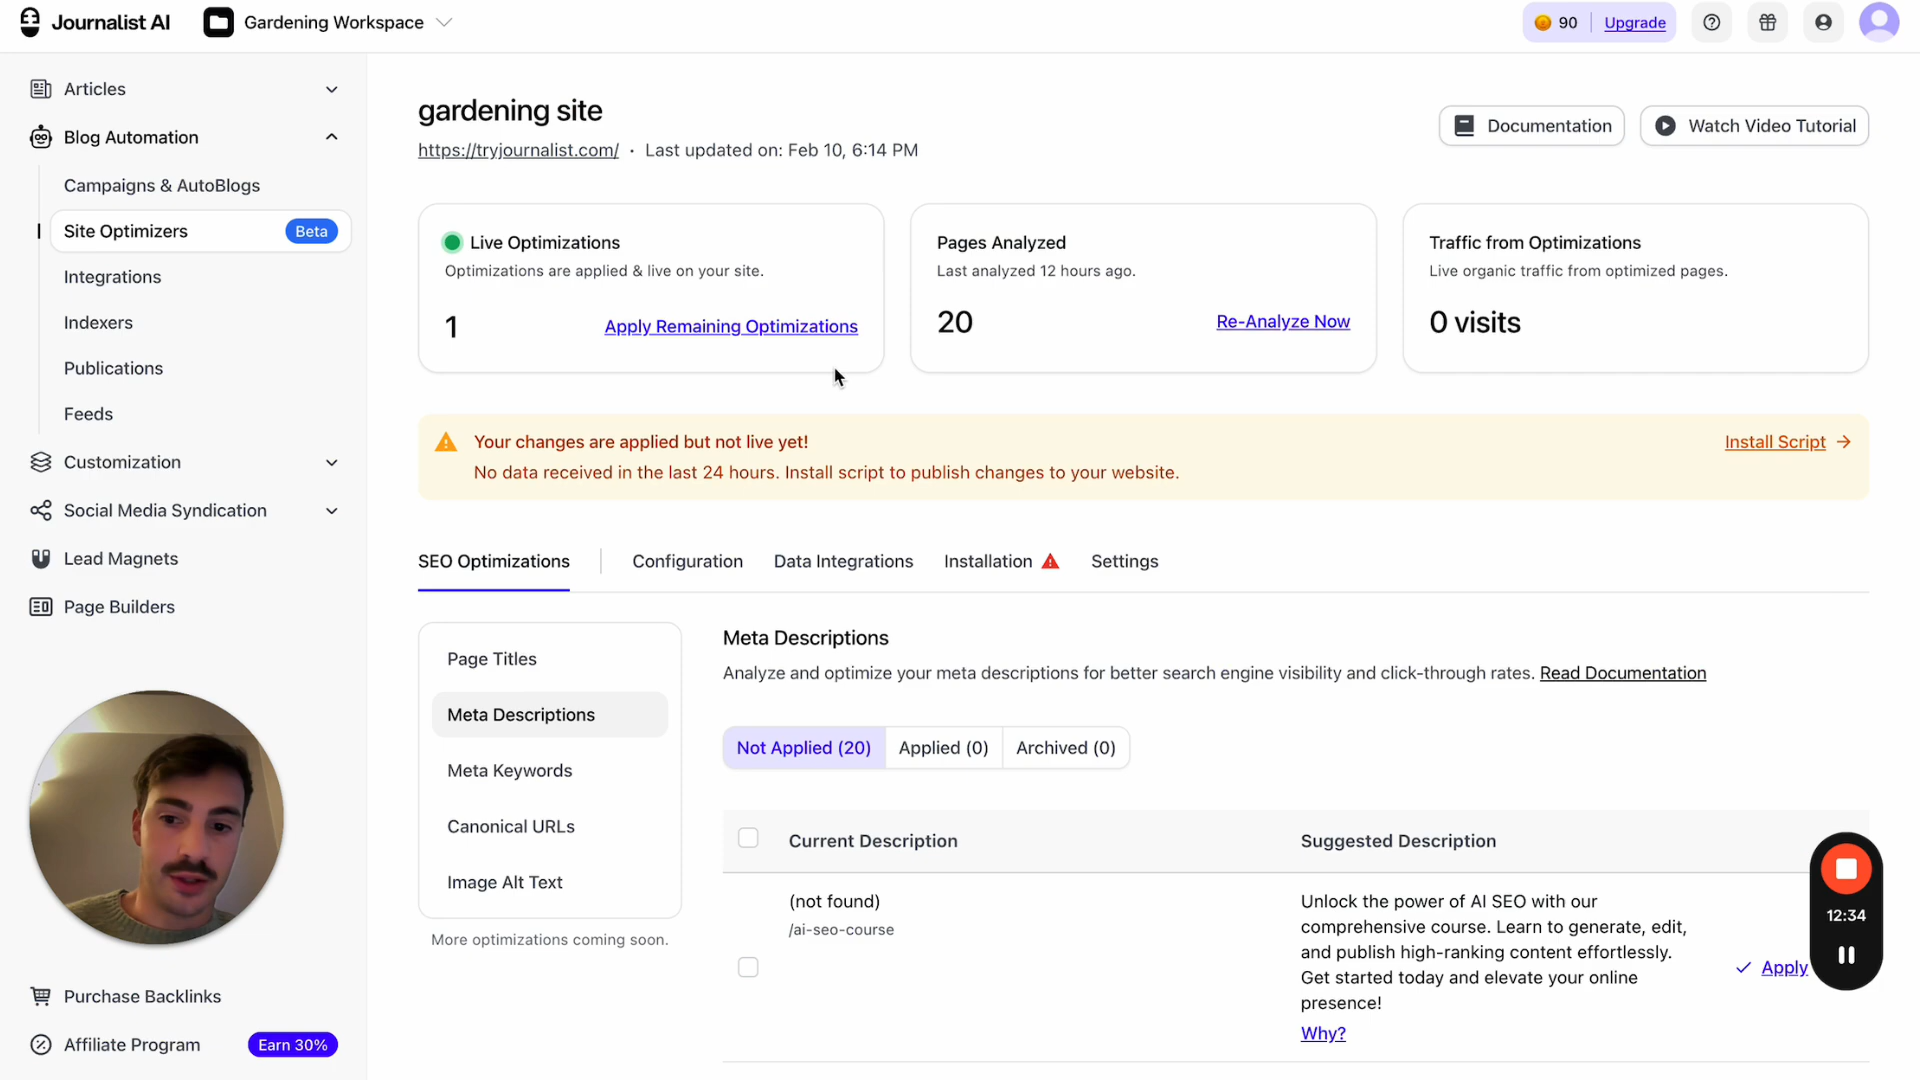 Journalist AI
Gardening Workspace
90
Upgrade
Articles
Blog Automation
Campaigns & AutoBlogs
Site Optimizers
Beta
Integrations
Indexers
Publications
Feeds
Customization
Social Media Syndication
Lead Magnets
Page Builders
Purchase Backlinks
Affiliate Program
Earn 30%
gardening site
https://tryjournalist.com/ · Last updated on: Feb 10, 6:14 PM
Documentation
Watch Video Tutorial
Live Optimizations
Optimizations are applied & live on your site.
1
Apply Remaining Optimizations
Pages Analyzed
Last analyzed 12 hours ago.
20
Re-Analyze Now
Traffic from Optimizations
Live organic traffic from optimized pages.
0 visits
Your changes are applied but not live yet!
No data received in the last 24 hours. Install script to publish changes to your website.
Install Script →
SEO Optimizations
Configuration
Data Integrations
Installation
Settings
Page Titles
Meta Descriptions
Meta Keywords
Canonical URLs
Image Alt Text
More optimizations coming soon.
Meta Descriptions
Analyze and optimize your meta descriptions for better search engine visibility and click-through rates. Read Documentation
Not Applied (20)
Applied (0)
Archived (0)
Current Description
Suggested Description
(not found)
/ai-seo-course
Unlock the power of AI SEO with our
comprehensive course. Learn to generate, edit,
and publish high-ranking content effortlessly.
Get started today and elevate your online
presence!
Why?
Apply
12:34